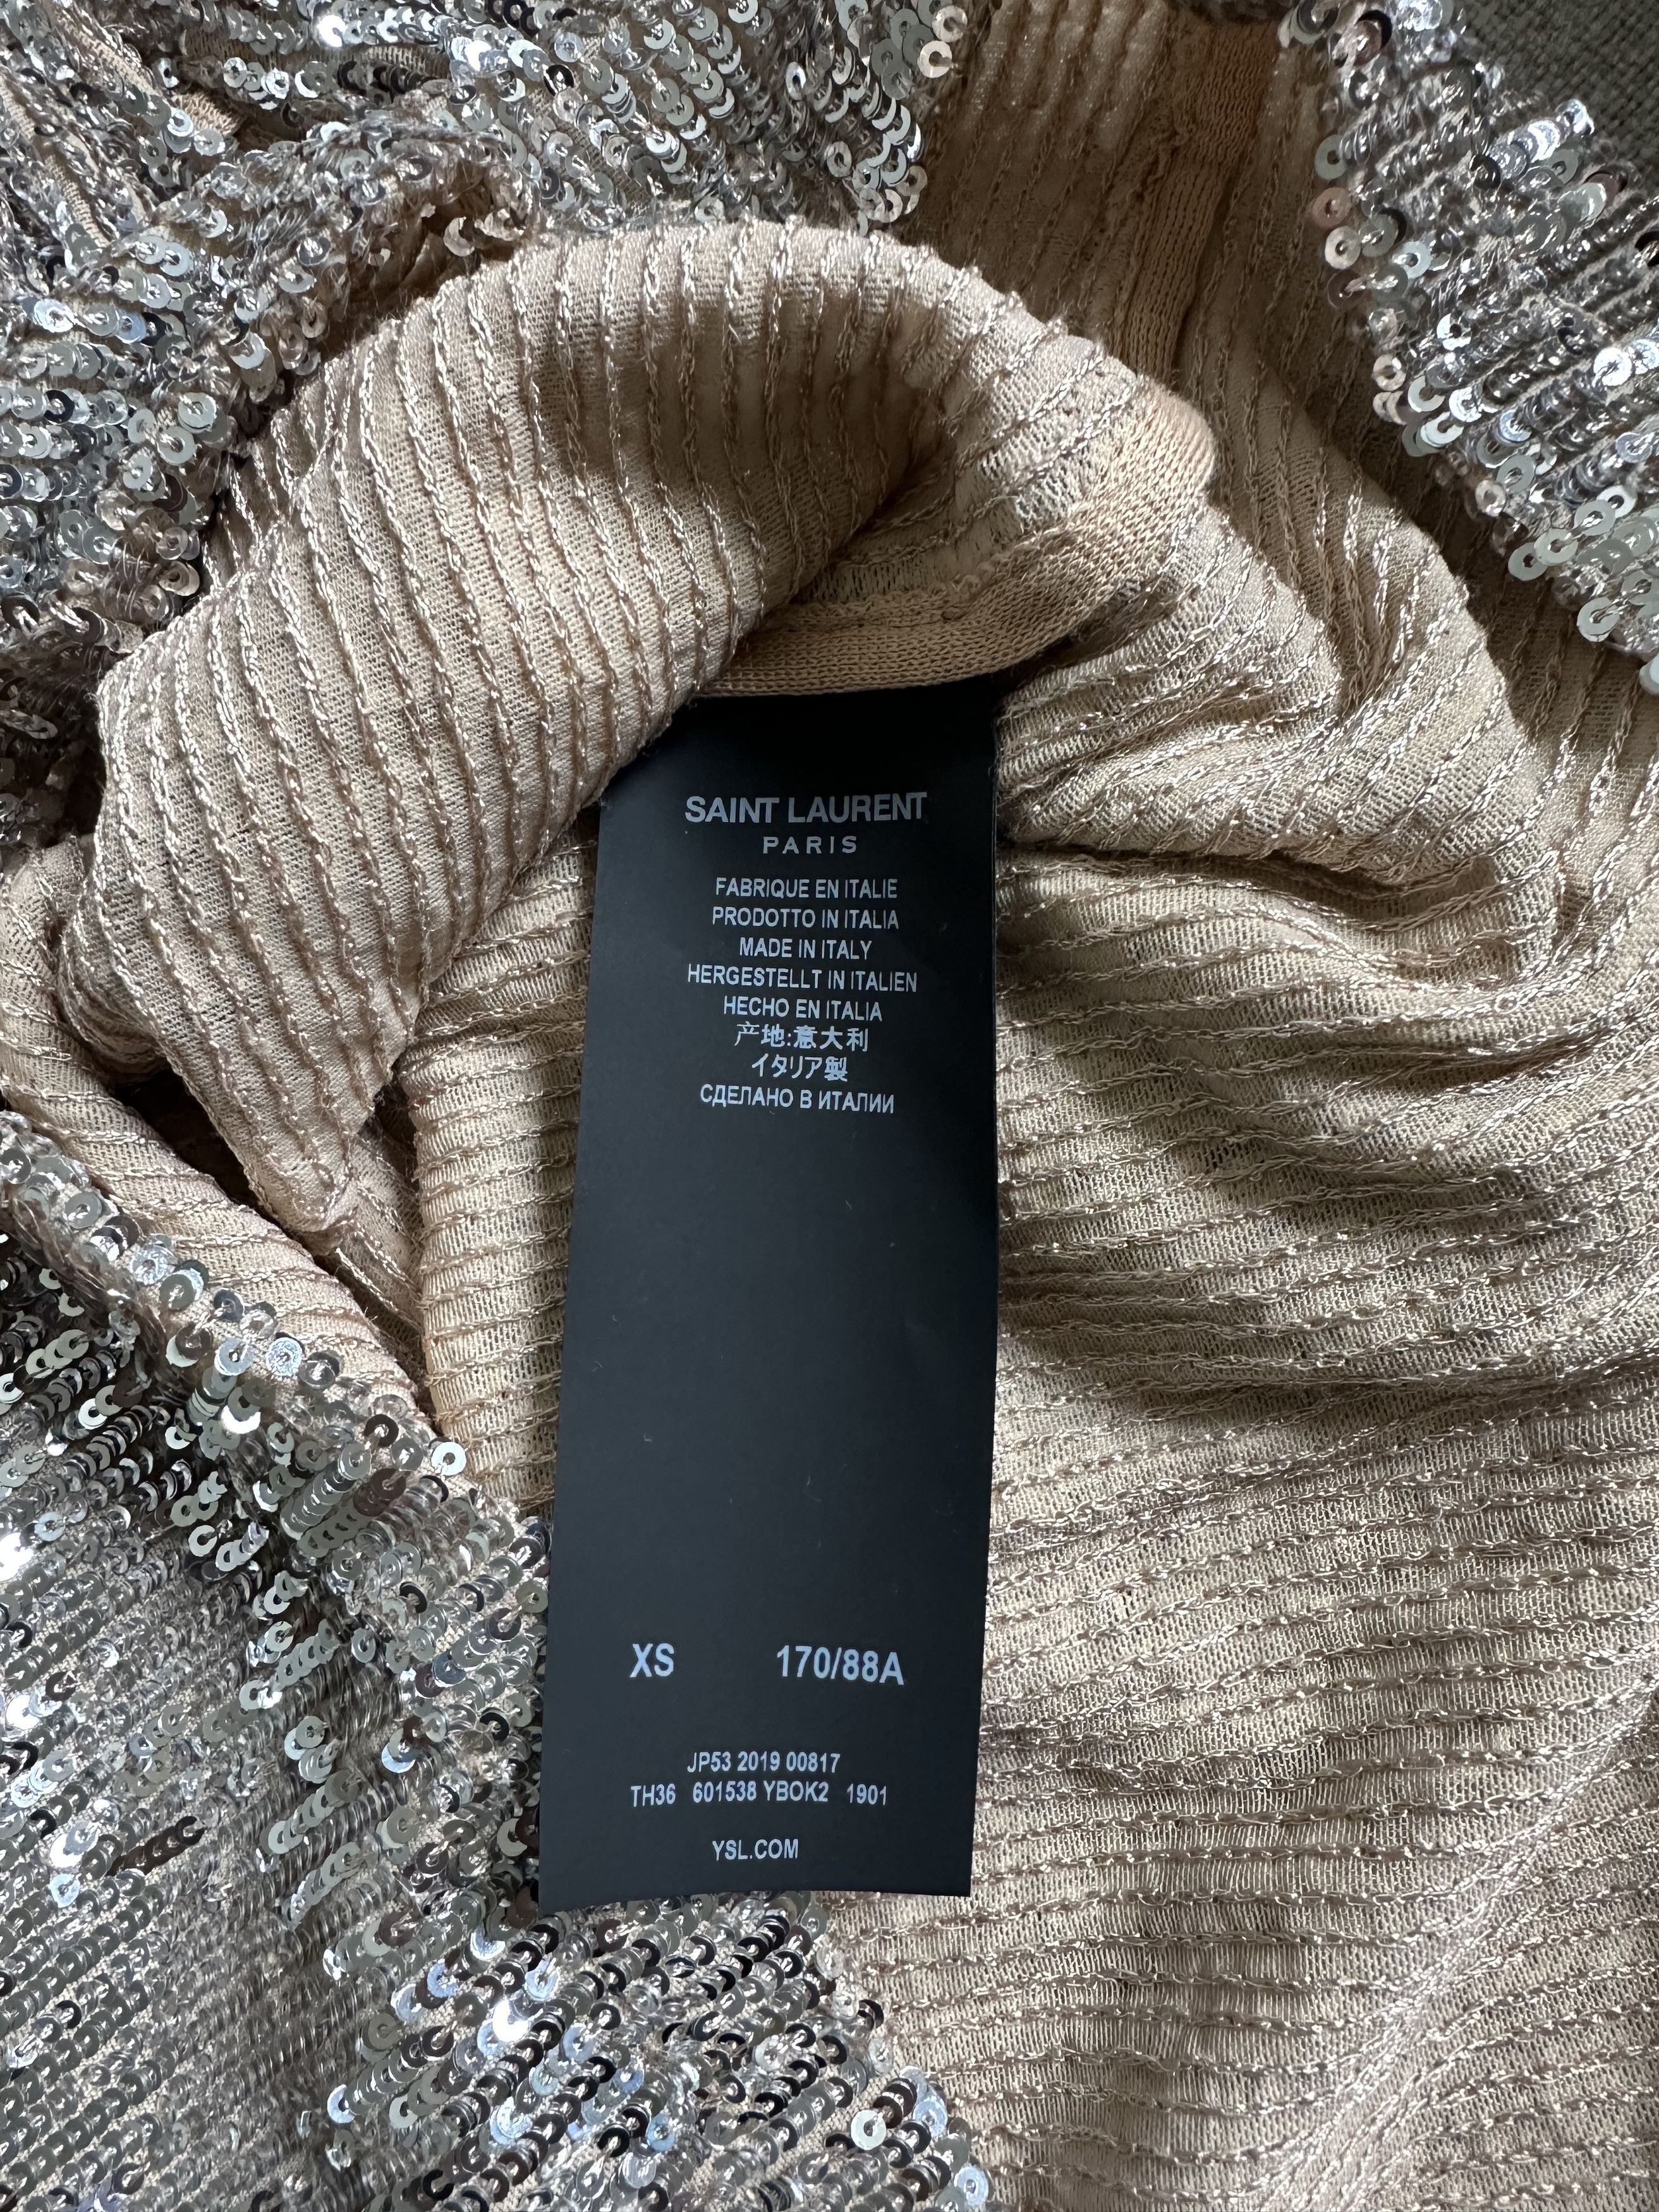 SAINT LAURENT
PARIS
FABRIQUE EN ITALIE
PRODOTTO IN ITALIA
MADE IN ITALY
HERGESTELLT IN ITALIEN
HECHO EN ITALIA
产地:意大利
イタリア製
СДЕЛАНО В ИТАЛИИ
XS 170/88A
JP53 2019 00817
TH36 601538 YBOK2 1901
YSL.COM